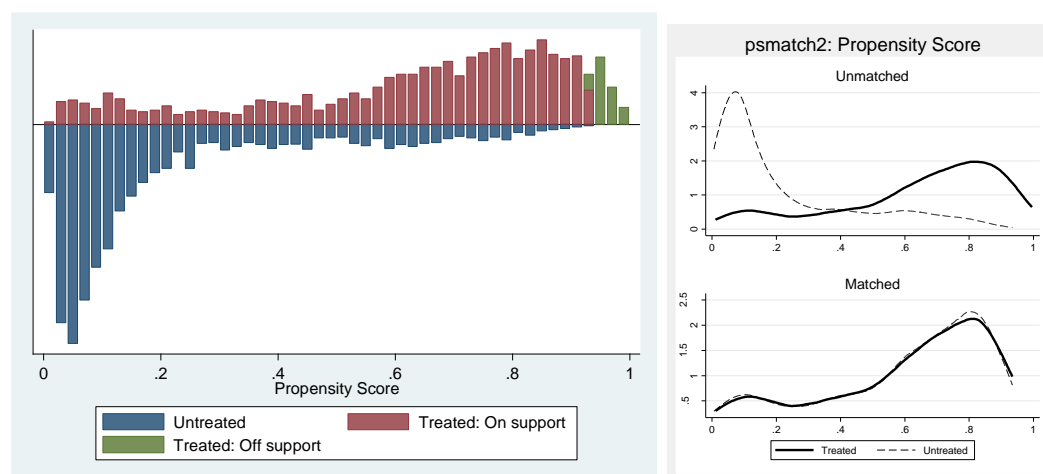 0 .2 .4 .6 .8 1
Propensity Score
Untreated Treated: On support
Treated: Off support
psmatch2: Propensity Score
Unmatched
4
3
2
1
0
0 .2 .4 .6 .8 1
Matched
2.5
2
1.5
1
.5
0 .2 .4 .6 .8 1
Treated Untreated